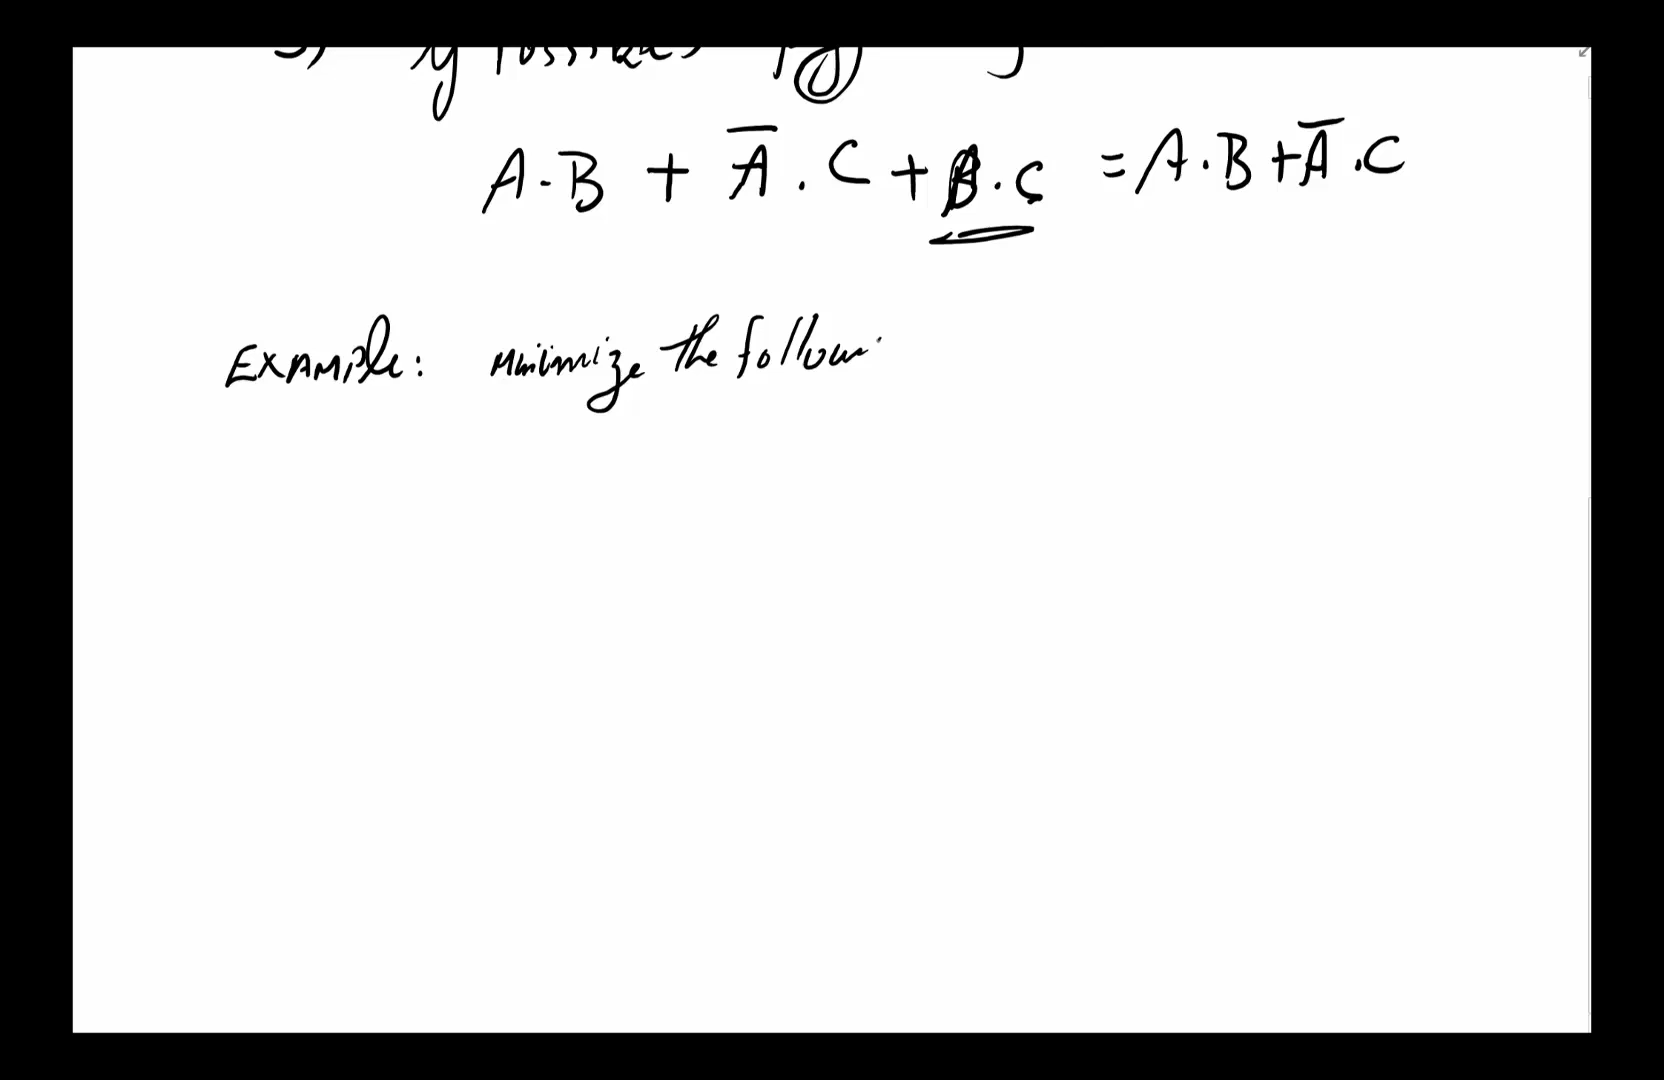 A·B + A̅.C + B·C = A·B + A̅.C
EXAMPLE: Minimize the follow